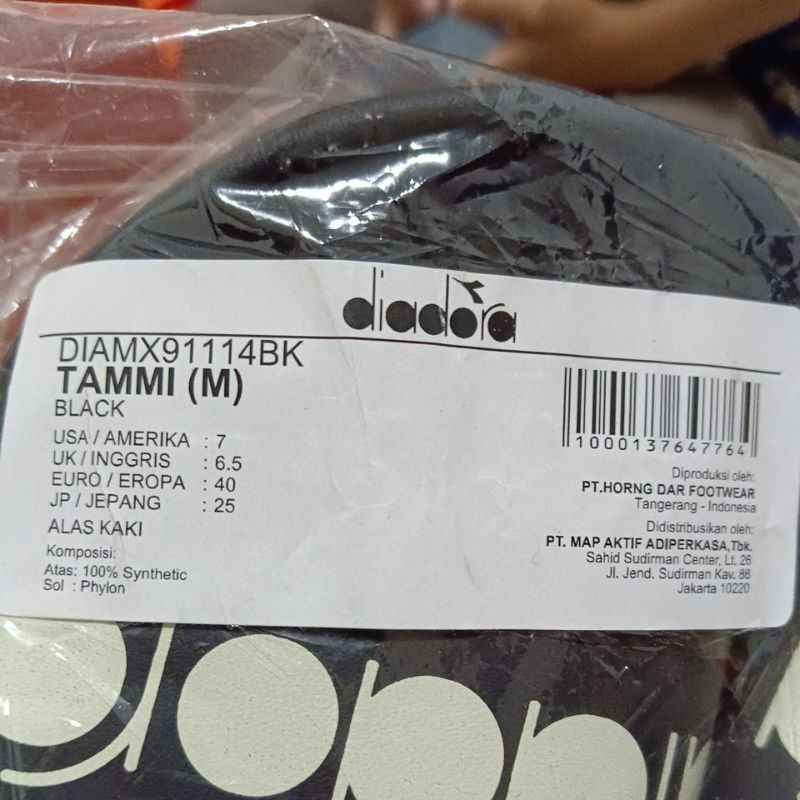 diadora
DIAMX91114BK
TAMMI (M)
BLACK
USA / AMERIKA : 7
UK / INGGRIS : 6.5
EURO / EROPA : 40
JP / JEPANG : 25
ALAS KAKI
Komposisi:
Atas: 100% Synthetic
Sol : Phylon
1000137647764
Diproduksi oleh:
PT.HORNG DAR FOOTWEAR
Tangerang - Indonesia
Didistribusikan oleh:
PT. MAP AKTIF ADIPERKASA,Tbk.
Sahid Sudirman Center, Lt. 26
Jl. Jend. Sudirman Kav. 86
Jakarta 10220